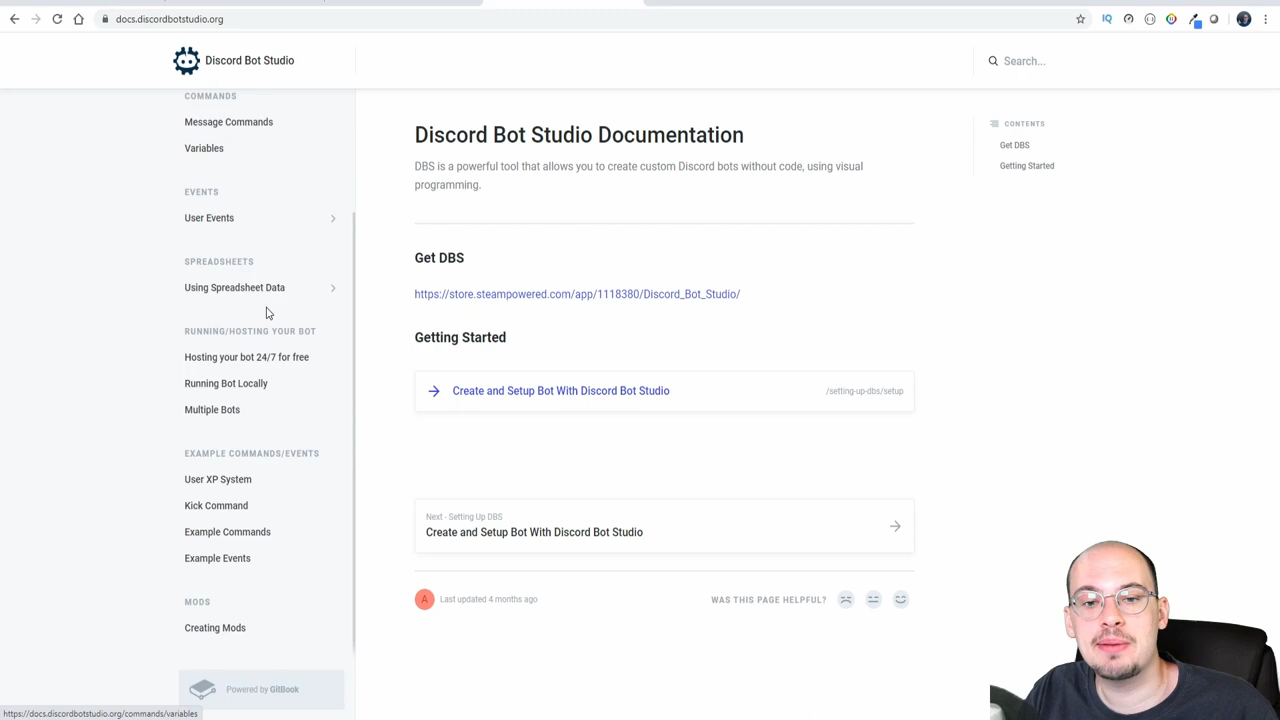 docs.discordbotstudio.org
IQ
Discord Bot Studio
Search...
COMMANDS
Message Commands
Variables
EVENTS
User Events
SPREADSHEETS
Using Spreadsheet Data
RUNNING/HOSTING YOUR BOT
Hosting your bot 24/7 for free
Running Bot Locally
Multiple Bots
EXAMPLE COMMANDS/EVENTS
User XP System
Kick Command
Example Commands
Example Events
MODS
Creating Mods
Powered by GitBook
Discord Bot Studio Documentation
DBS is a powerful tool that allows you to create custom Discord bots without code, using visual
programming.
Get DBS
https://store.steampowered.com/app/1118380/Discord_Bot_Studio/
Getting Started
Create and Setup Bot With Discord Bot Studio
/setting-up-dbs/setup
Next - Setting Up DBS
Create and Setup Bot With Discord Bot Studio
A
Last updated 4 months ago
WAS THIS PAGE HELPFUL?
CONTENTS
Get DBS
Getting Started
https://docs.discordbotstudio.org/commands/variables